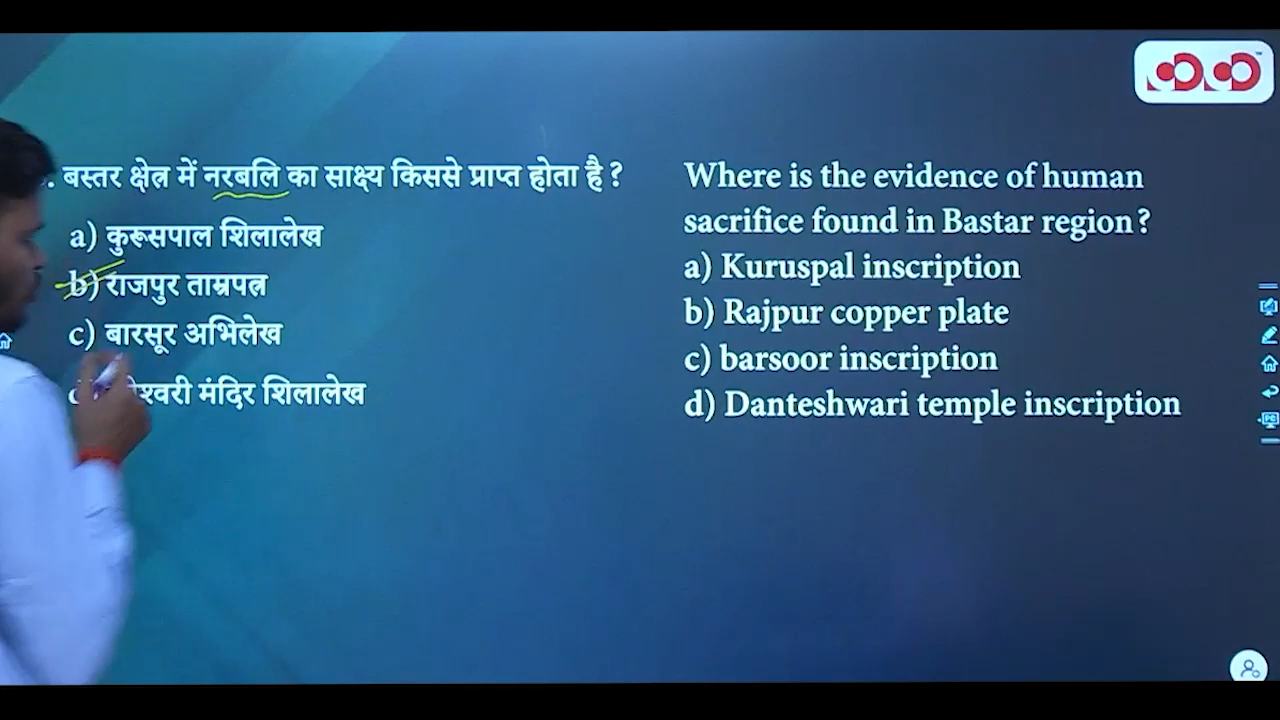 . बस्तर क्षेत्र में नरबलि का साक्ष्य किससे प्राप्त होता है ?
a) कुरूसपाल शिलालेख
b) राजपुर ताम्रपत्र
c) बारसूर अभिलेख
मंदिर शिलालेख
Where is the evidence of human
sacrifice found in Bastar region ?
a) Kuruspal inscription
b) Rajpur copper plate
c) barsoor inscription
d) Danteshwari temple inscription